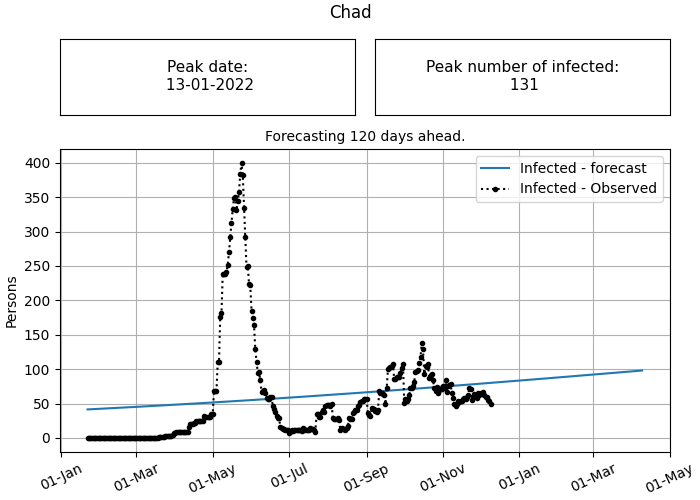 Chad
Peak date:
13-01-2022
Peak number of infected:
131
Forecasting 120 days ahead.
Infected - forecast
Infected - Observed
Persons
400
350
300
250
200
150
100
50
0
01-Jan
01-Mar
01-May
01-Jul
01-Sep
01-Nov
01-Jan
01-Mar
01-May